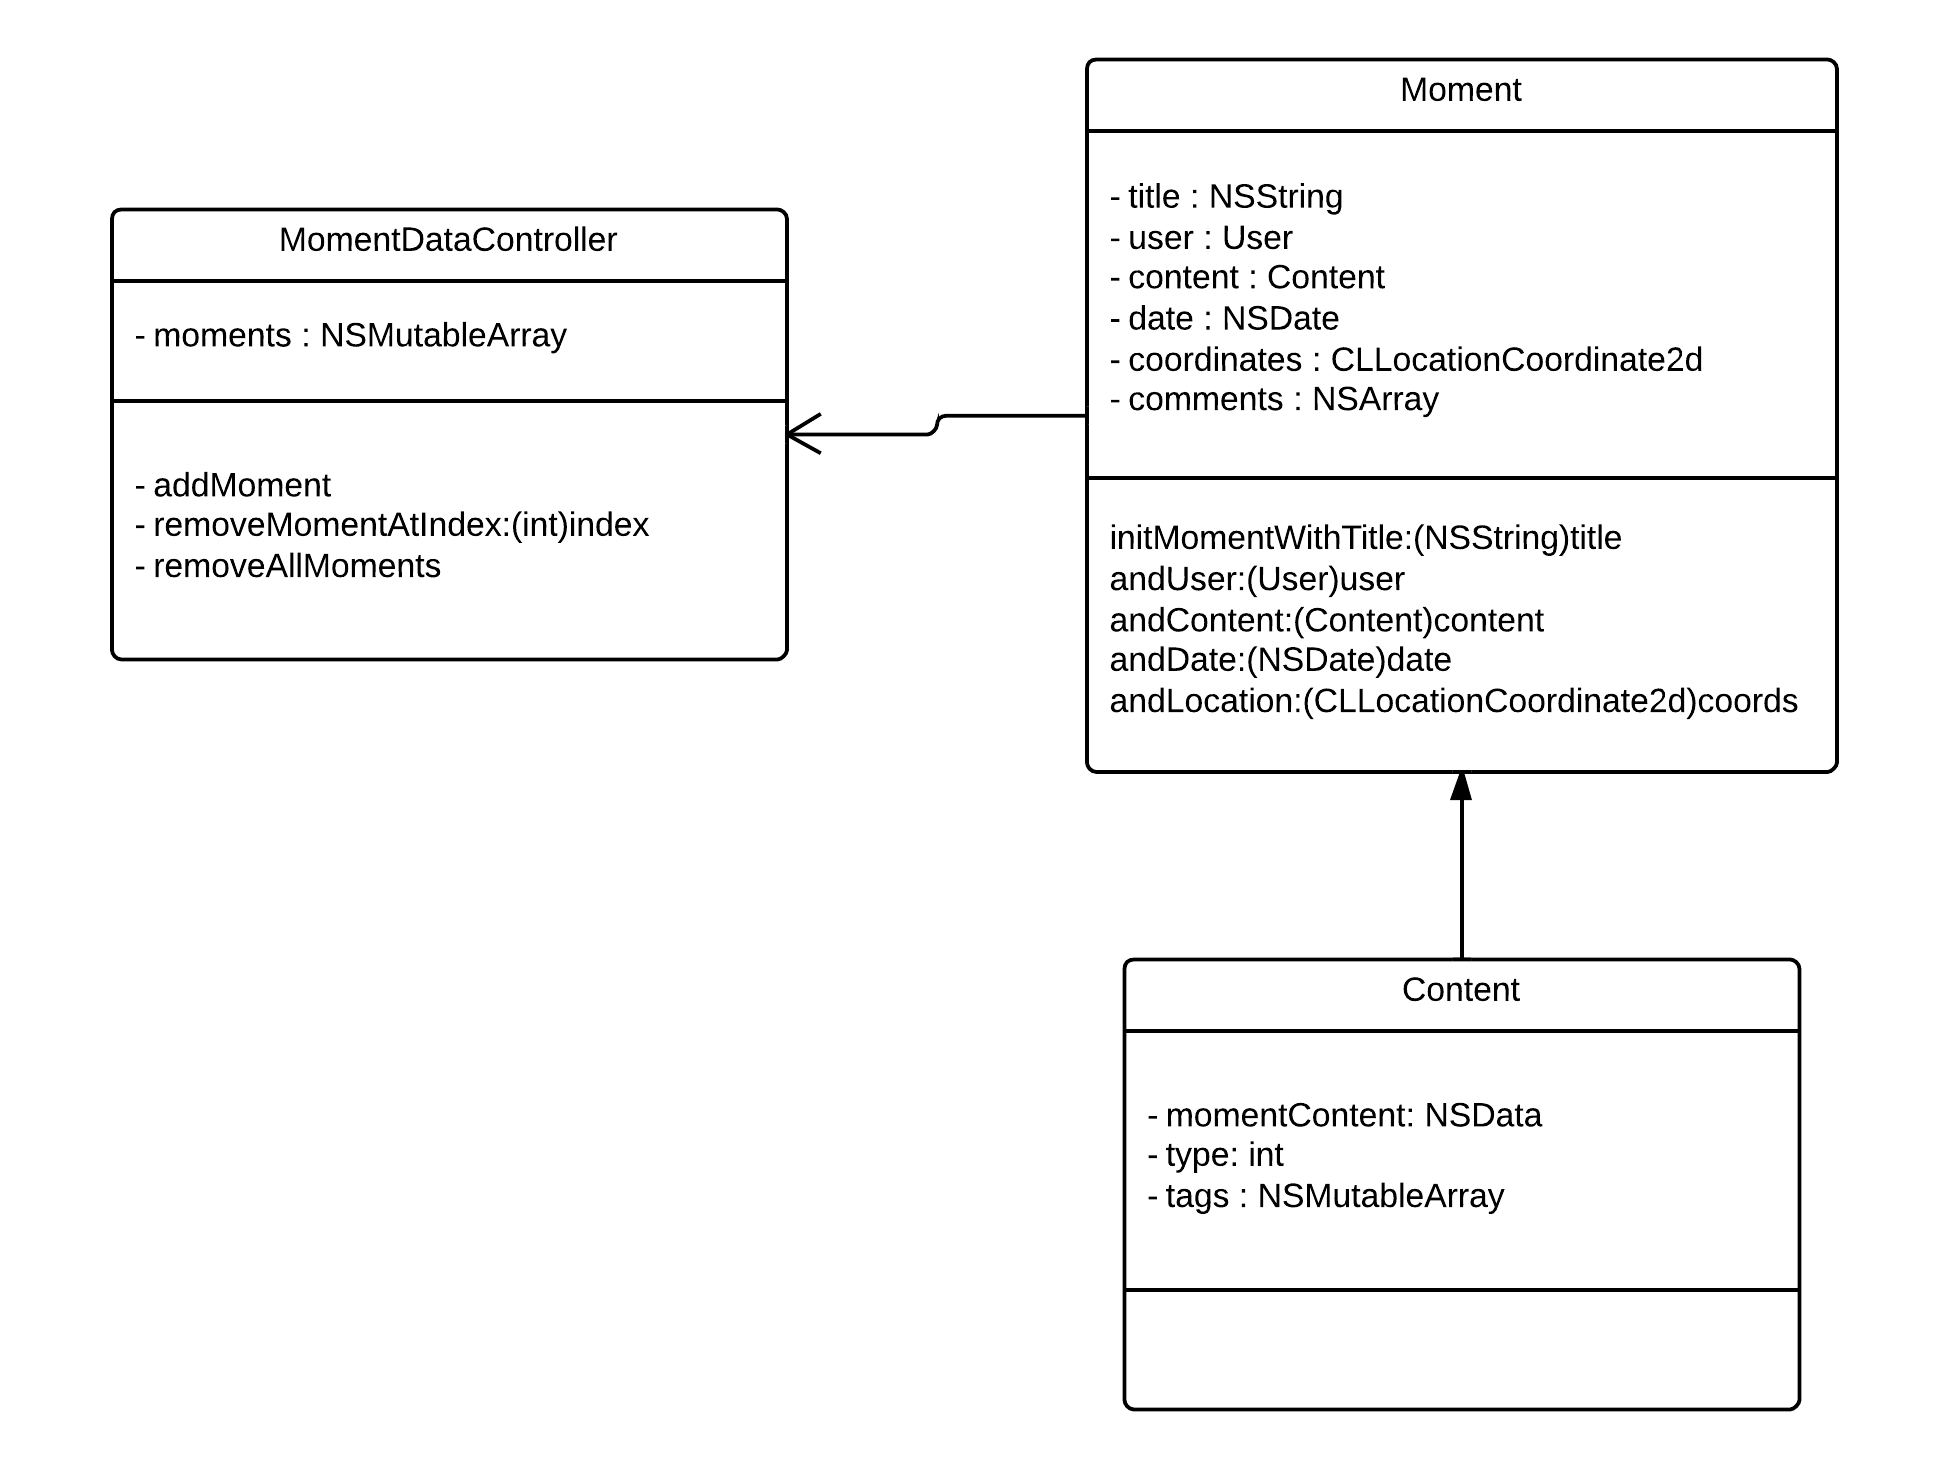 MomentDataController
- moments : NSMutableArray
- addMoment
- removeMomentAtIndex:(int)index
- removeAllMoments
Moment
- title : NSString
- user : User
- content : Content
- date : NSDate
- coordinates : CLLocationCoordinate2d
- comments : NSArray
initMomentWithTitle:(NSString)title
andUser:(User)user
andContent:(Content)content
andDate:(NSDate)date
andLocation:(CLLocationCoordinate2d)coords
Content
- momentContent: NSData
- type: int
- tags : NSMutableArray